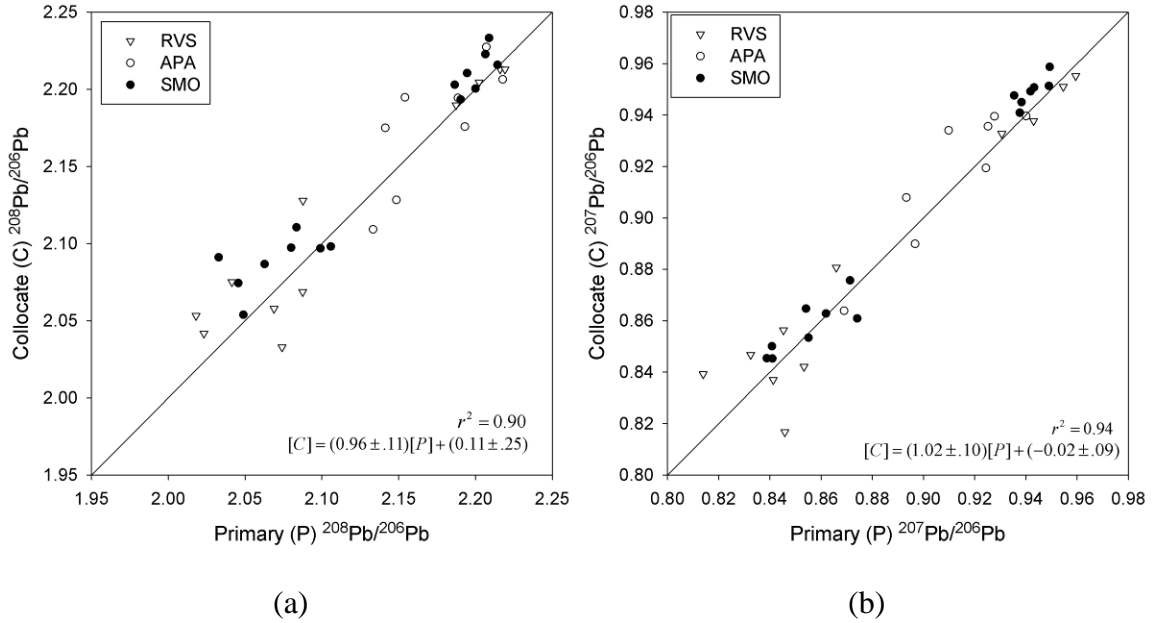 2.25
2.20
2.15
2.10
2.05
2.00
1.95
Collocate (C) ²⁰⁸Pb/²⁰⁶Pb
RVS
APA
SMO
r² = 0.90
[C] = (0.96 ± .11)[P] + (0.11 ± .25)
1.95 2.00 2.05 2.10 2.15 2.20 2.25
Primary (P) ²⁰⁸Pb/²⁰⁶Pb
(a)
0.98
0.96
0.94
0.92
0.90
0.88
0.86
0.84
0.82
0.80
Collocate (C) ²⁰⁷Pb/²⁰⁶Pb
RVS
APA
SMO
r² = 0.94
[C] = (1.02 ± .10)[P] + (−0.02 ± .09)
0.80 0.82 0.84 0.86 0.88 0.90 0.92 0.94 0.96 0.98
Primary (P) ²⁰⁷Pb/²⁰⁶Pb
(b)